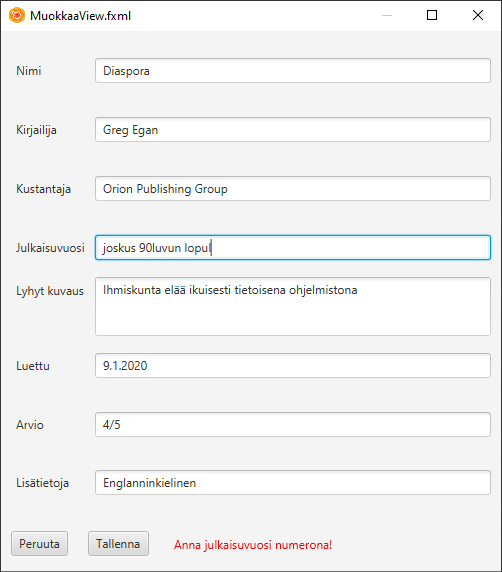 MuokkaaView.fxml
Nimi Diaspora
Kirjailija Greg Egan
Kustantaja Orion Publishing Group
Julkaisuvuosi joskus 90luvun lopul
Lyhyt kuvaus Ihmiskunta elää ikuisesti tietoisena ohjelmistona
Luettu 9.1.2020
Arvio 4/5
Lisätietoja Englanninkielinen
Peruuta Tallenna Anna julkaisuvuosi numerona!